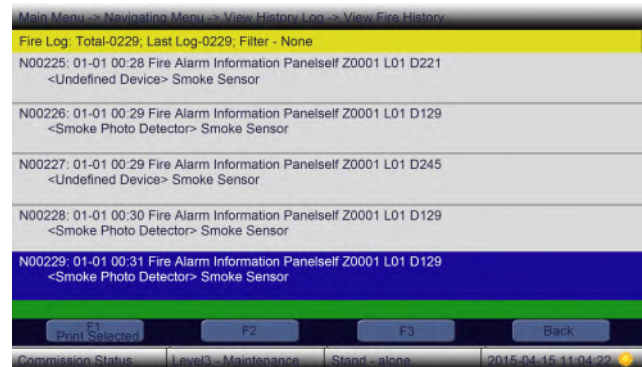 Main Menu -> Navigating Menu -> View History Log -> View Fire History
Fire Log: Total-0229; Last Log-0229; Filter - None
N00225: 01-01 00:28 Fire Alarm Information Panelself Z0001 L01 D221
<Undefined Device> Smoke Sensor
N00226: 01-01 00:29 Fire Alarm Information Panelself Z0001 L01 D129
<Smoke Photo Detector> Smoke Sensor
N00227: 01-01 00:29 Fire Alarm Information Panelself Z0001 L01 D245
<Undefined Device> Smoke Sensor
N00228: 01-01 00:30 Fire Alarm Information Panelself Z0001 L01 D129
<Smoke Photo Detector> Smoke Sensor
N00229: 01-01 00:31 Fire Alarm Information Panelself Z0001 L01 D129
<Smoke Photo Detector> Smoke Sensor
F1 F2 F3 Back
Print Selected
Commission Status Level3 - Maintenance Stand - alone 2015-04-15 11:04:22